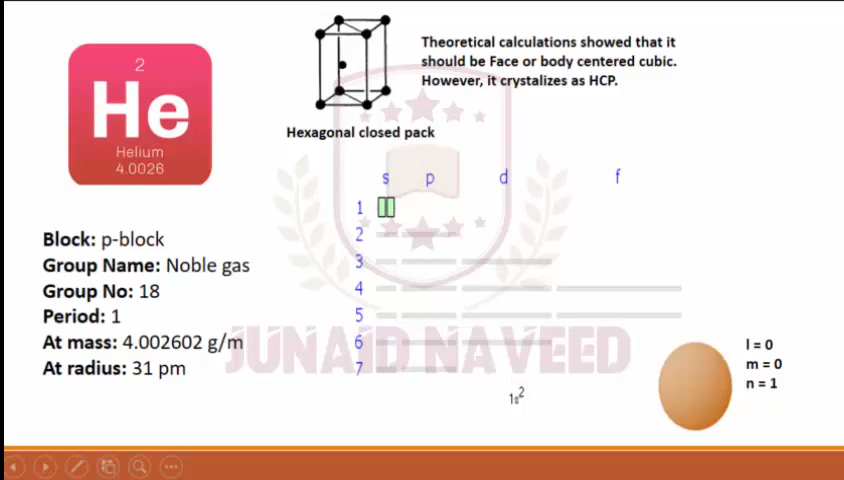 2
He
Helium
4.0026
Theoretical calculations showed that it
should be Face or body centered cubic.
However, it crystalizes as HCP.
Hexagonal closed pack
s p d f
1
2
3
4
5
6
7
Block: p-block
Group Name: Noble gas
Group No: 18
Period: 1
At mass: 4.002602 g/m
At radius: 31 pm
JUNAID NAVEED
1s²
l = 0
m = 0
n = 1